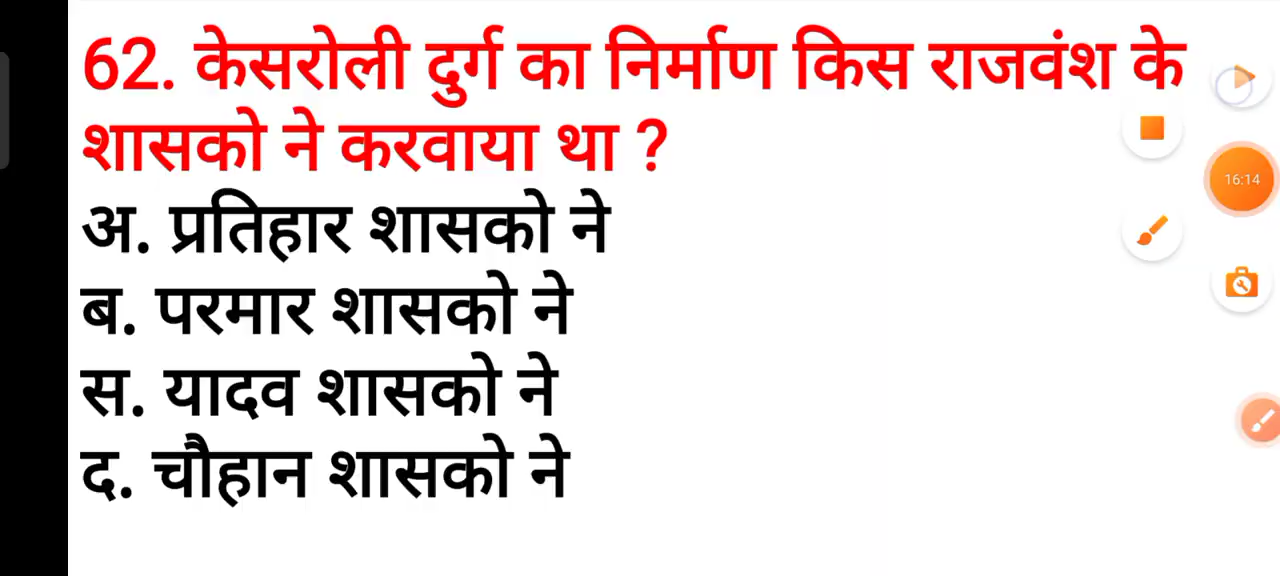 62. केसरोली दुर्ग का निर्माण किस राजवंश के
शासको ने करवाया था ?
अ. प्रतिहार शासको ने
ब. परमार शासको ने
स. यादव शासको ने
द. चौहान शासको ने
16:14